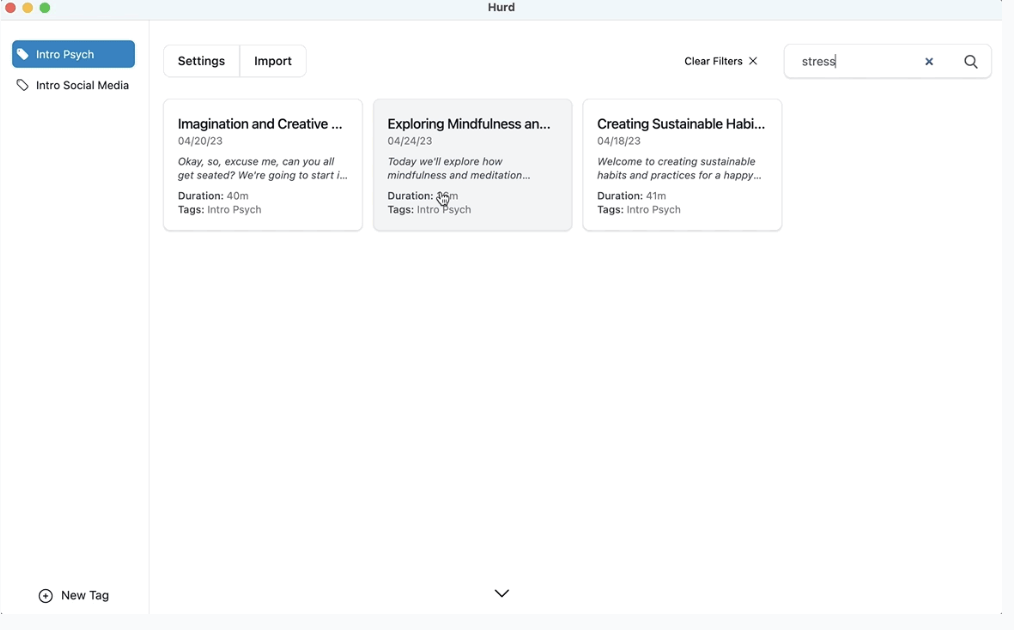 Hurd
Intro Psych
Intro Social Media
Settings
Import
Clear Filters
stress
Imagination and Creative ...
04/20/23
Okay, so, excuse me, can you all
get seated? We're going to start i...
Duration: 40m
Tags: Intro Psych
Exploring Mindfulness an...
04/24/23
Today we'll explore how
mindfulness and meditation...
Duration:
Tags: Intro Psych
Creating Sustainable Habi...
04/18/23
Welcome to creating sustainable
habits and practices for a happy...
Duration: 41m
Tags: Intro Psych
New Tag